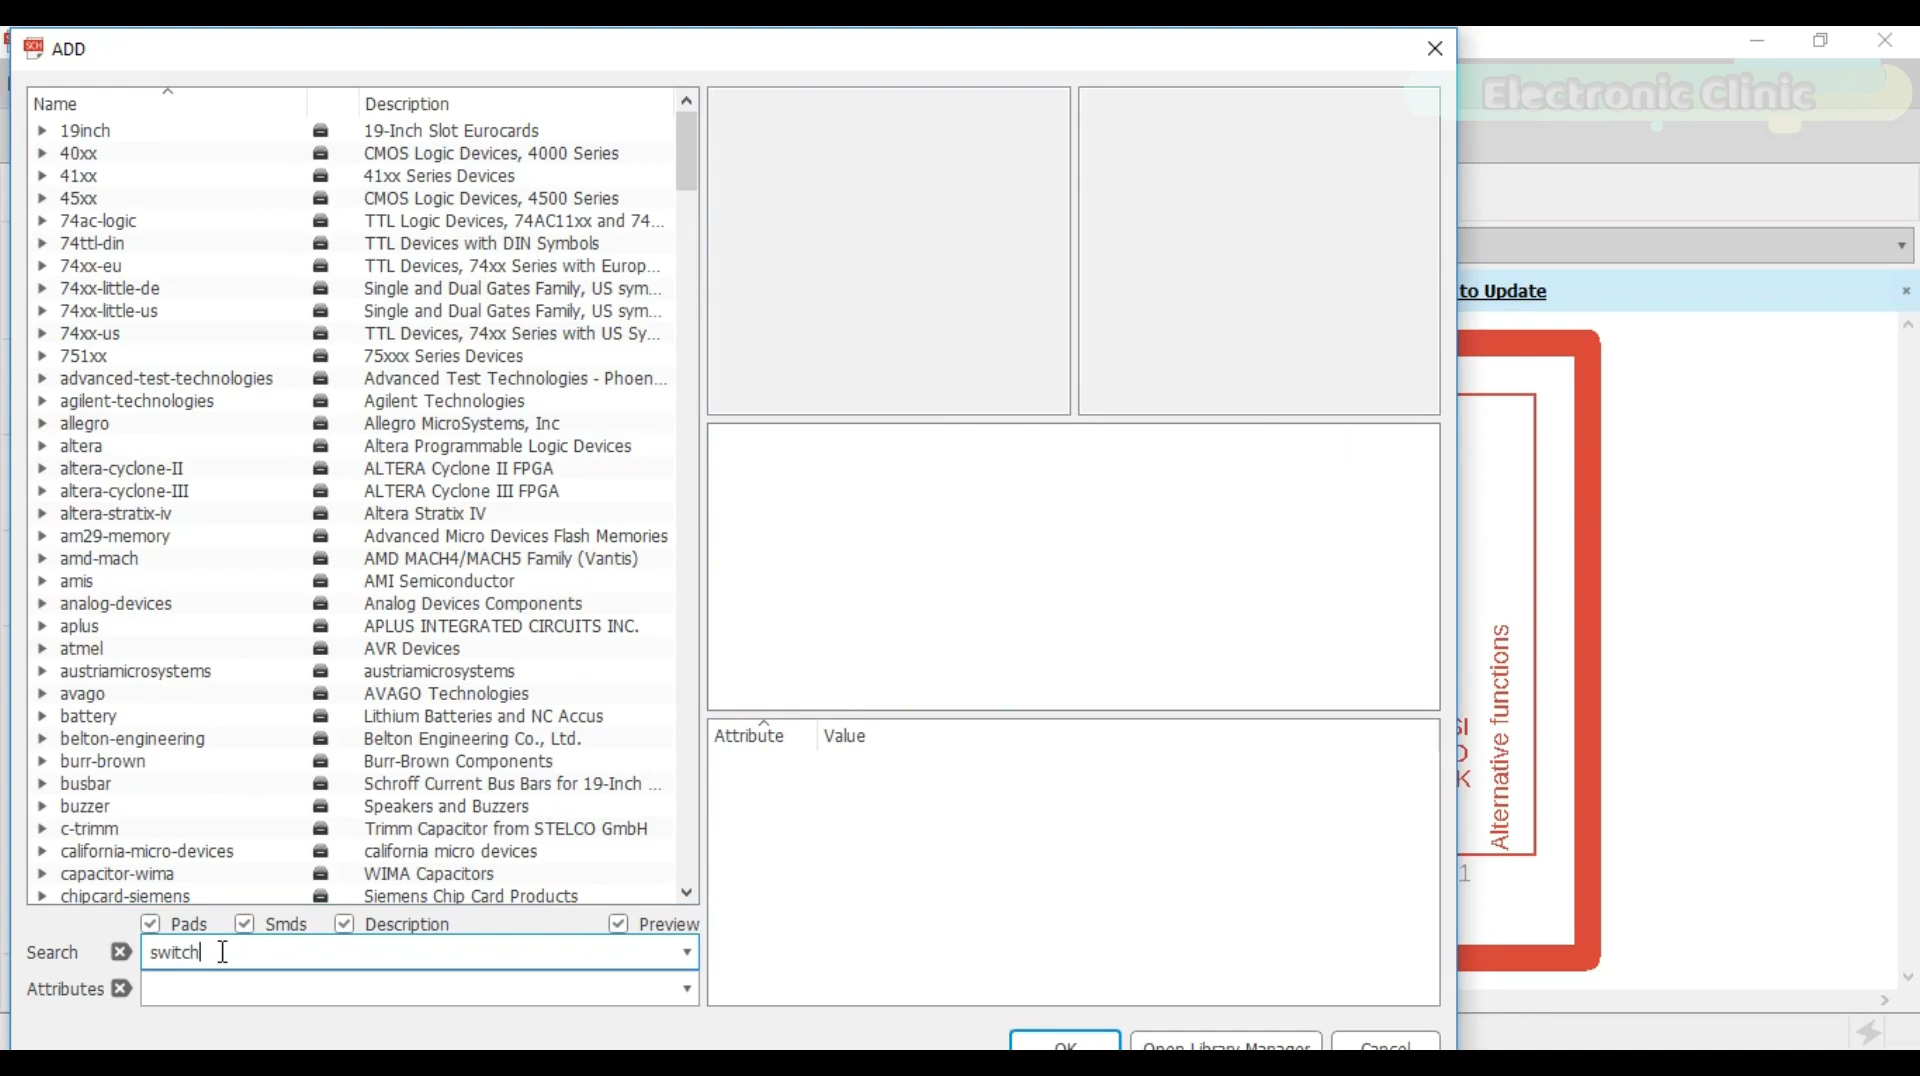 SCH ADD
Electronic Clinic
Name Description
19inch 19-Inch Slot Eurocards
40xx CMOS Logic Devices, 4000 Series
41xx 41xx Series Devices
45xx CMOS Logic Devices, 4500 Series
74ac-logic TTL Logic Devices, 74AC11xx and 74...
74ttl-din TTL Devices with DIN Symbols
74xx-eu TTL Devices, 74xx Series with Europ...
74xx-little-de Single and Dual Gates Family, US sym...
74xx-little-us Single and Dual Gates Family, US sym...
74xx-us TTL Devices, 74xx Series with US Sy...
751xx 75xxx Series Devices
advanced-test-technologies Advanced Test Technologies - Phoen...
agilent-technologies Agilent Technologies
allegro Allegro MicroSystems, Inc
altera Altera Programmable Logic Devices
altera-cyclone-II ALTERA Cyclone II FPGA
altera-cyclone-III ALTERA Cyclone III FPGA
altera-stratix-iv Altera Stratix IV
am29-memory Advanced Micro Devices Flash Memories
amd-mach AMD MACH4/MACH5 Family (Vantis)
amis AMI Semiconductor
analog-devices Analog Devices Components
aplus APLUS INTEGRATED CIRCUITS INC.
atmel AVR Devices
austriamicrosystems austriamicrosystems
avago AVAGO Technologies
battery Lithium Batteries and NC Accus
belton-engineering Belton Engineering Co., Ltd.
burr-brown Burr-Brown Components
busbar Schroff Current Bus Bars for 19-Inch ...
buzzer Speakers and Buzzers
c-trimm Trimm Capacitor from STELCO GmbH
california-micro-devices california micro devices
capacitor-wima WIMA Capacitors
chipcard-siemens Siemens Chip Card Products
Pads Smds Description Preview
Search switch
Attributes
Attribute Value
OK Open Library Manager Cancel
to Update
Alternative functions
SI
O
K
1